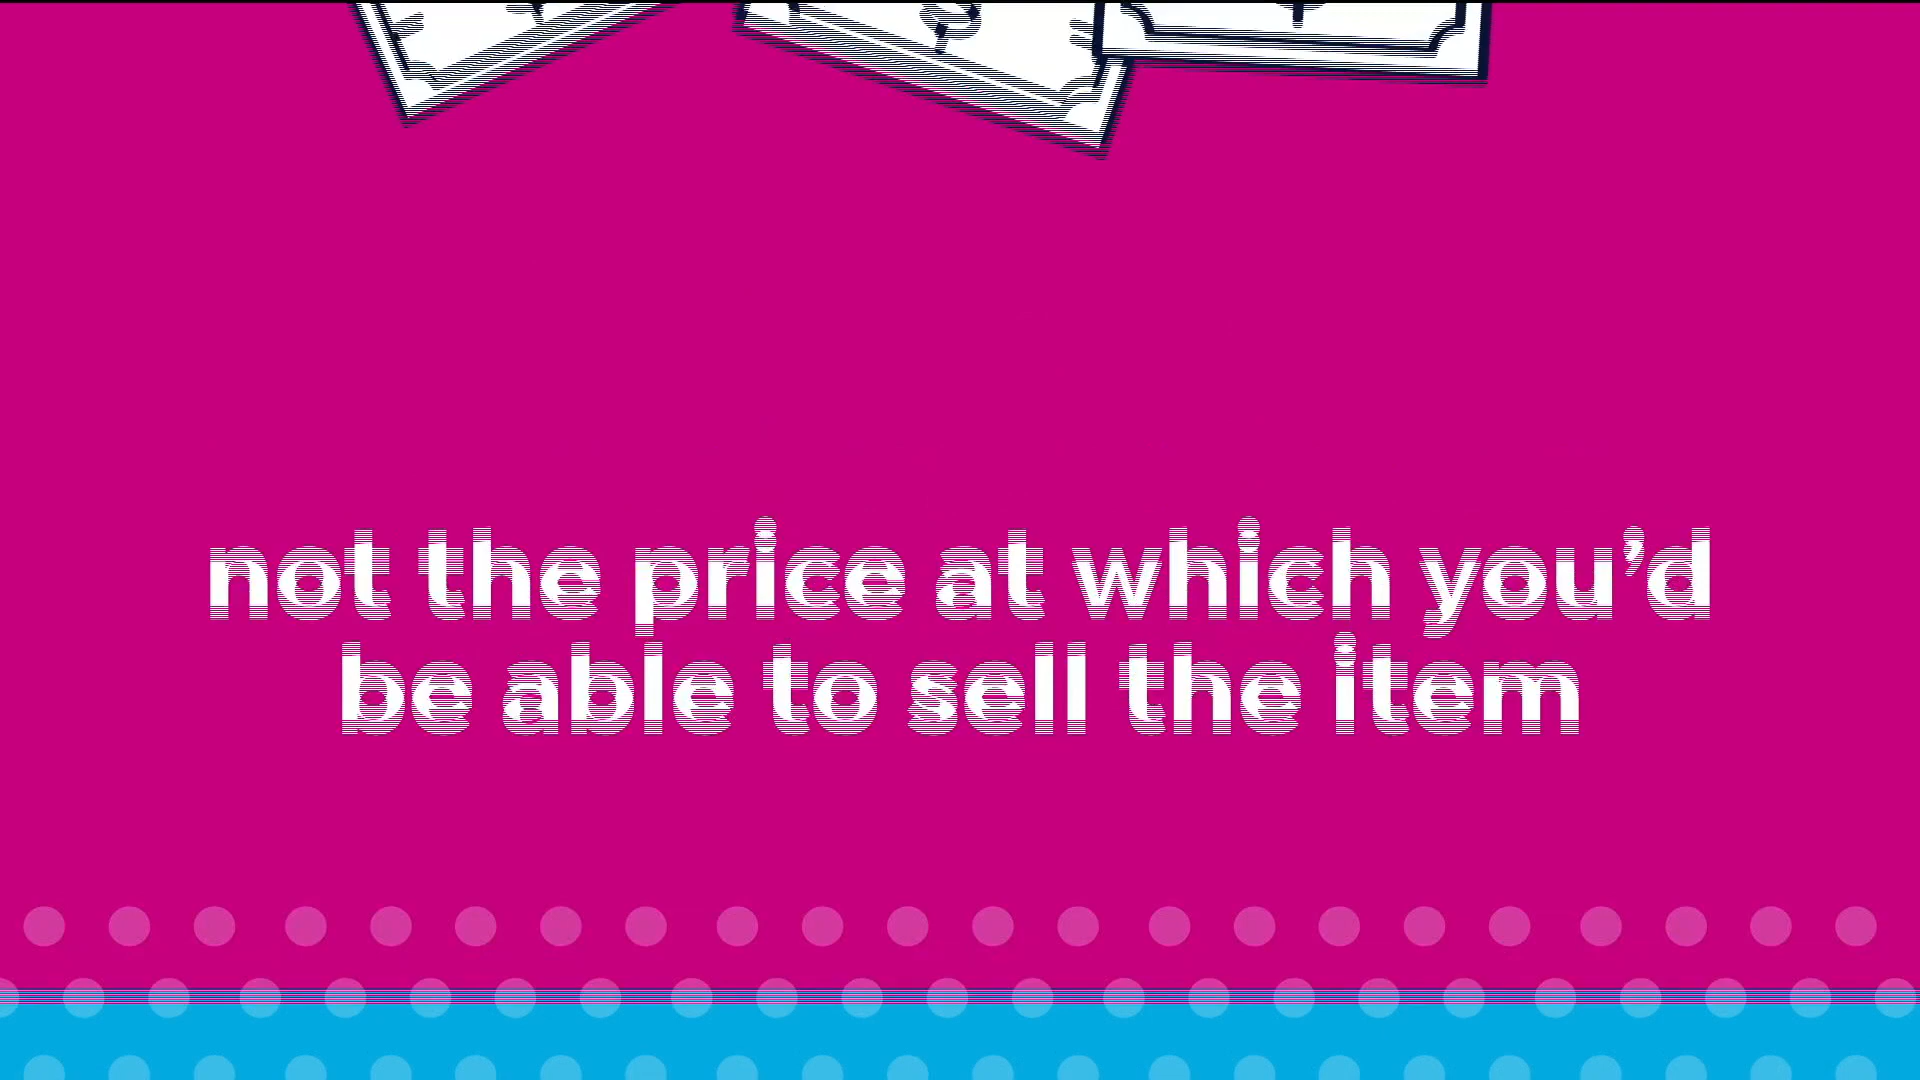 not the price at which you’d
be able to sell the item